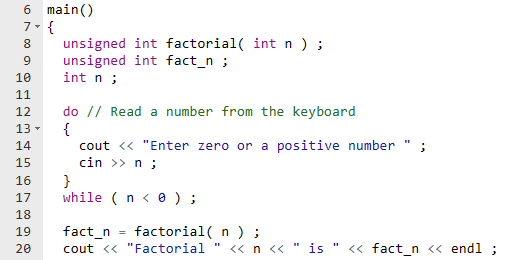 6 main()
7 {
8 unsigned int factorial( int n ) ;
9 unsigned int fact_n ;
10 int n ;
11
12 do // Read a number from the keyboard
13 {
14 cout << "Enter zero or a positive number " ;
15 cin >> n ;
16 }
17 while ( n < 0 ) ;
18
19 fact_n = factorial( n ) ;
20 cout << "Factorial " << n << " is " << fact_n << endl ;